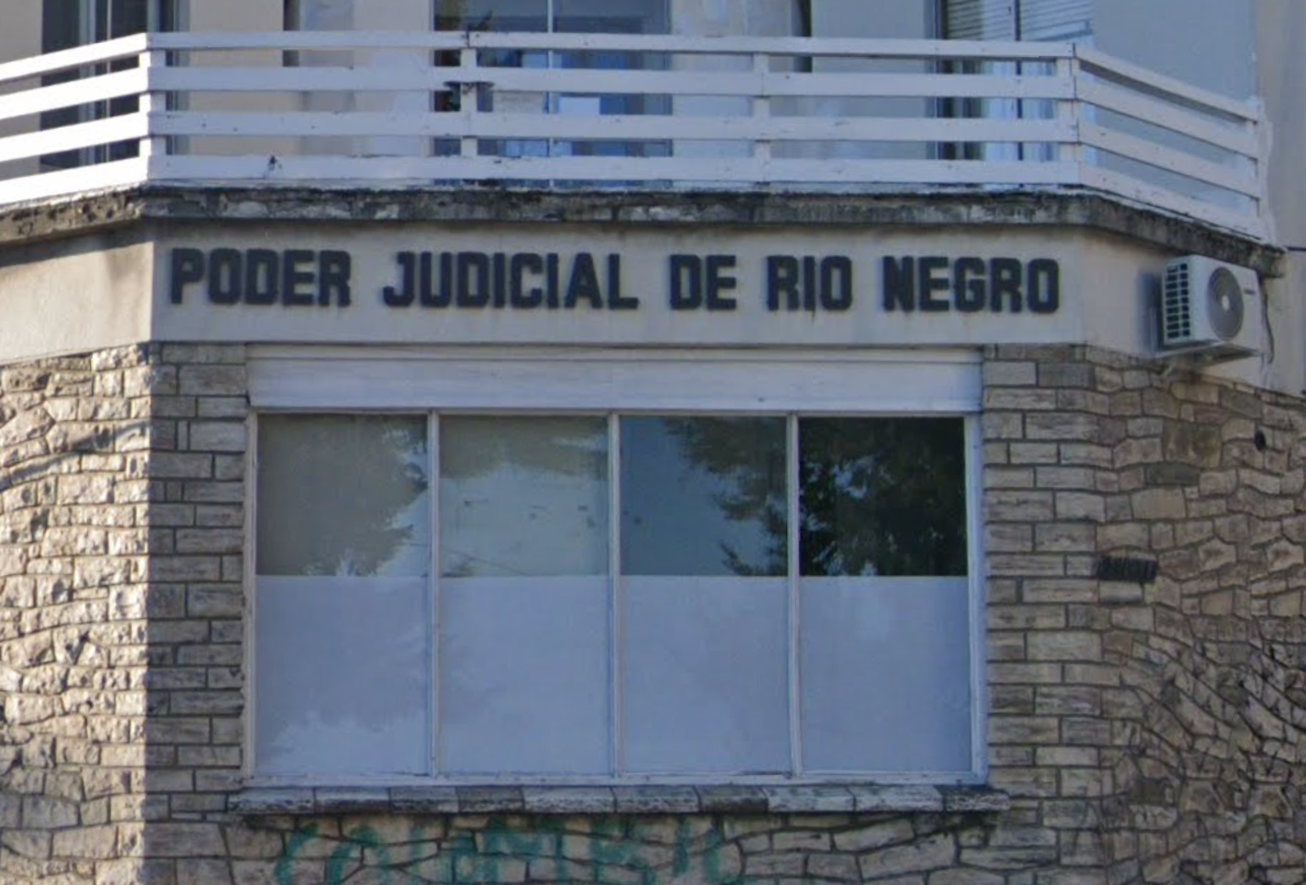 PODER JUDICIAL DE RIO NEGRO